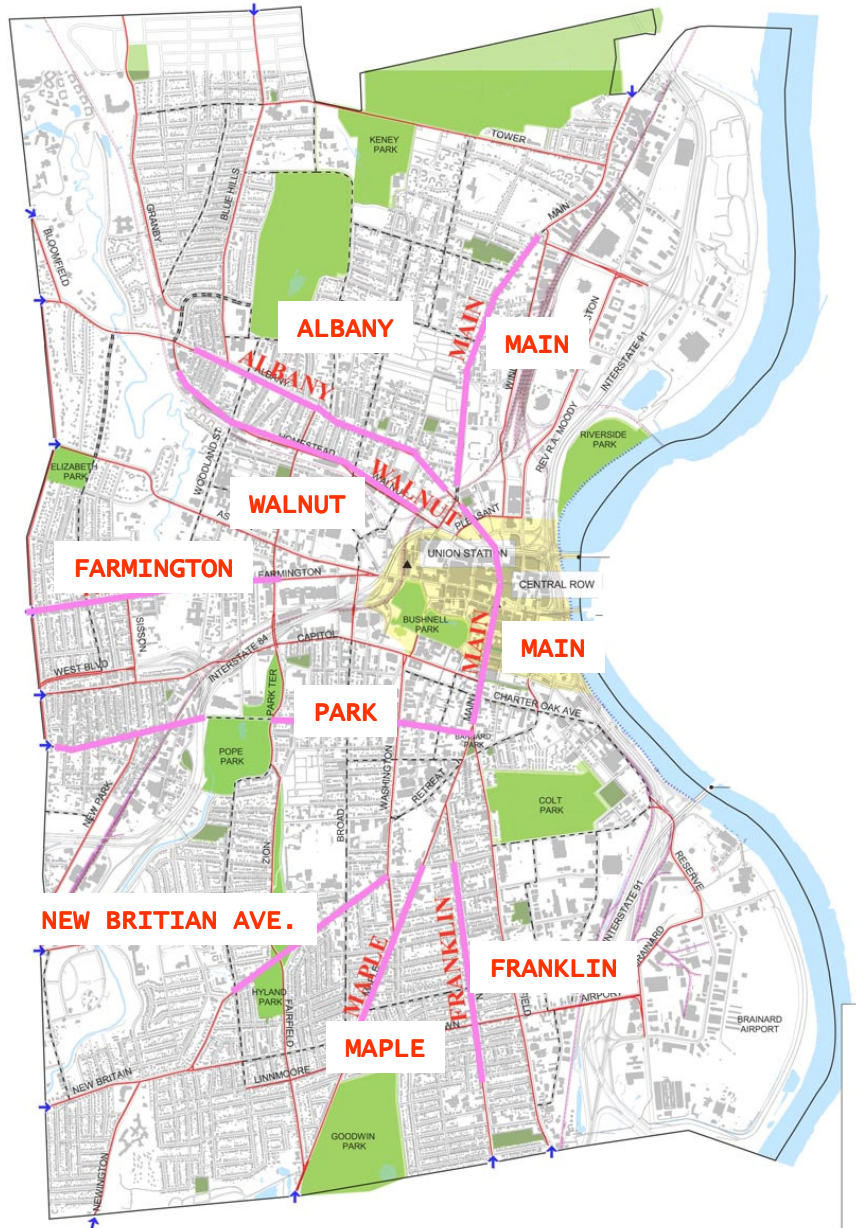 TOWER
KENEY
PARK
BLUE HILLS
GRANBY
MAIN
BLOOMFIELD
ALBANY
MAIN
MAIN
ALBANY
ALBANY
INTERSTATE 91
REV R.A. MOODY
RIVERSIDE
PARK
WOODLAND ST
HOMESTEAD
ELIZABETH
PARK
WALNUT
WALNUT
PLEASANT
UNION STATION
FARMINGTON
FARMINGTON
CENTRAL ROW
BUSHNELL
PARK
SISSON
CAPITOL
INTERSTATE 84
MAIN
MAIN
WEST BLVD
PARK TER
PARK
MAIN
CHARTER OAK AVE
POPE
PARK
WASHINGTON
RETREAT
COLT
PARK
NEW PARK
BROAD
ZION
RESERVE
NEW BRITIAN AVE.
INTERSTATE 91
BRAINARD
MAPLE
FRANKLIN
FRANKLIN
HYLAND
PARK
FAIRFIELD
AIRPORT
BRAINARD
AIRPORT
MAPLE
NEW BRITAIN
LINNMOORE
GOODWIN
PARK
NEWINGTON